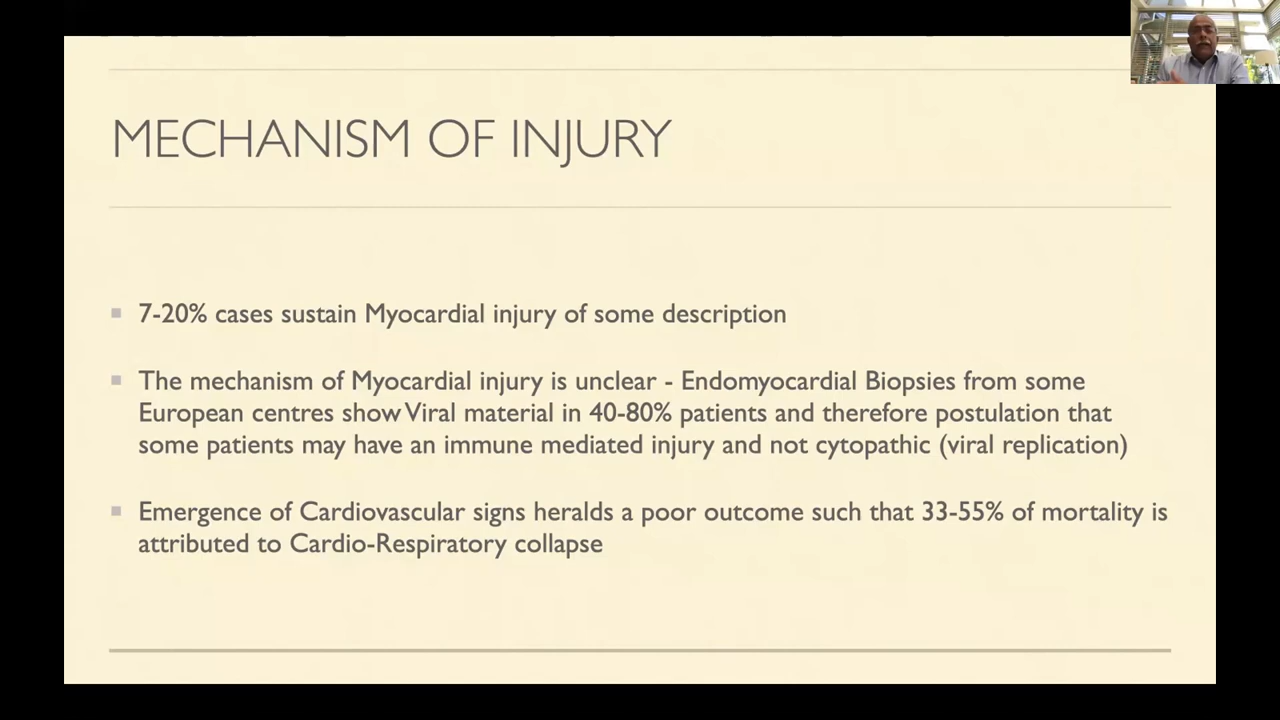 MECHANISM OF INJURY
7-20% cases sustain Myocardial injury of some description
The mechanism of Myocardial injury is unclear - Endomyocardial Biopsies from some
European centres show Viral material in 40-80% patients and therefore postulation that
some patients may have an immune mediated injury and not cytopathic (viral replication)
Emergence of Cardiovascular signs heralds a poor outcome such that 33-55% of mortality is
attributed to Cardio-Respiratory collapse